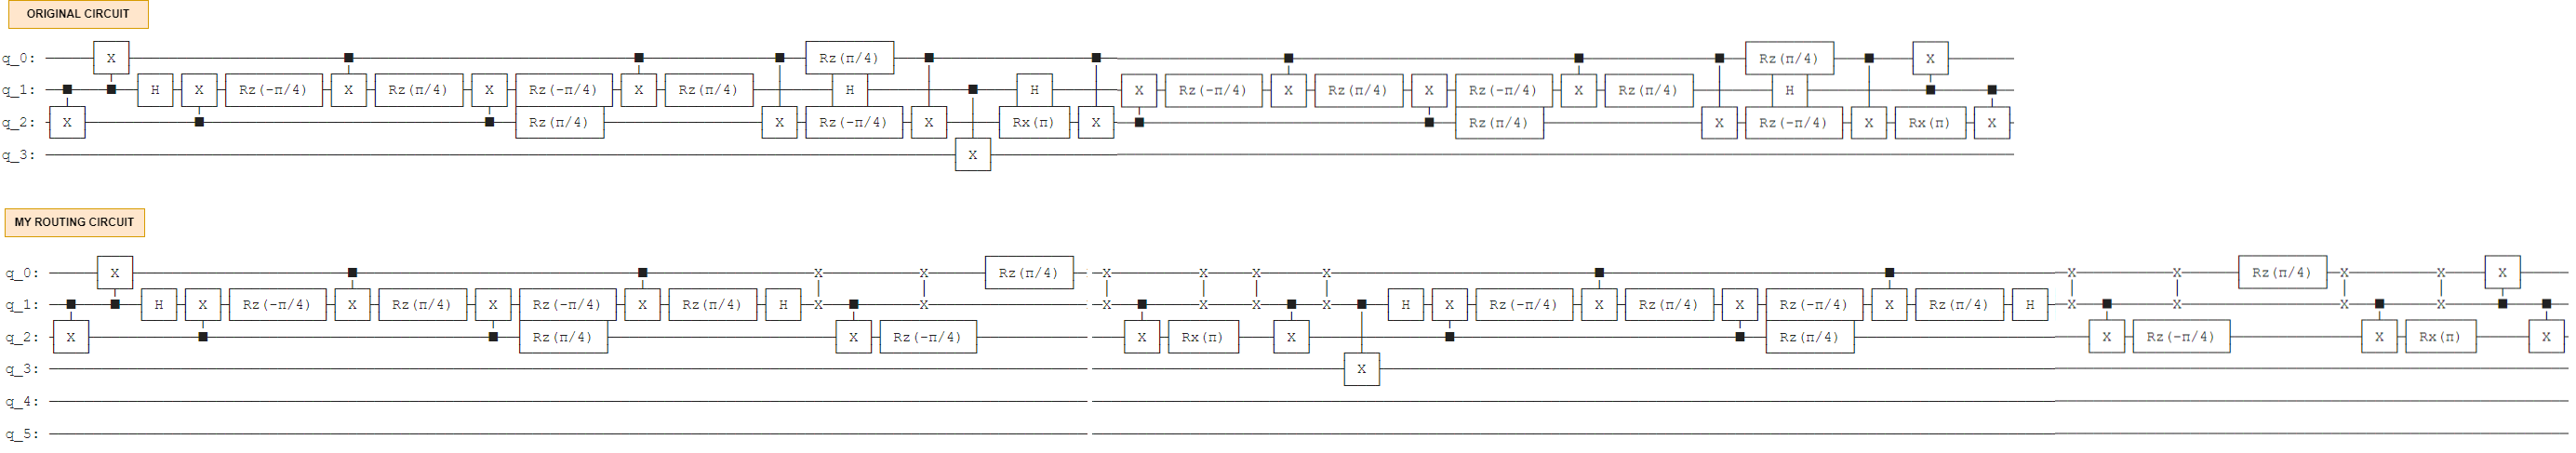 ORIGINAL CIRCUIT
q_0: X Rz(π/4) Rz(π/4) X
q_1: H X Rz(-π/4) X Rz(π/4) X Rz(-π/4) X Rz(π/4) H H X Rz(-π/4) X Rz(π/4) X Rz(-π/4) X Rz(π/4) H
q_2: X Rz(π/4) X Rz(-π/4) X Rx(π) X Rz(π/4) X Rz(-π/4) X Rx(π) X
q_3: X
MY ROUTING CIRCUIT
q_0: X X X Rz(π/4) X X X X X X Rz(π/4) X X X
q_1: H X Rz(-π/4) X Rz(π/4) X Rz(-π/4) X Rz(π/4) H X X X X X X H X Rz(-π/4) X Rz(π/4) X Rz(-π/4) X Rz(π/4) H X X X X
q_2: X Rz(π/4) X Rz(-π/4) X Rx(π) X Rz(π/4) X Rz(-π/4) X Rx(π) X
q_3: X
q_4:
q_5: